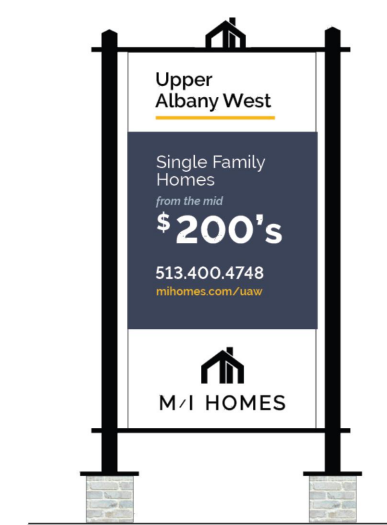 Upper
Albany West
Single Family
Homes
from the mid
$200's
513.400.4748
mihomes.com/uaw
M/I HOMES